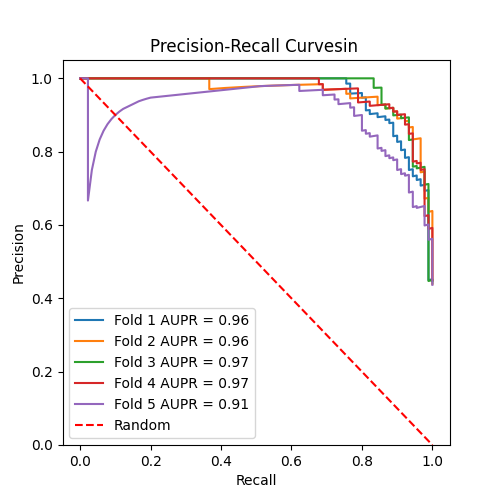 Precision-Recall Curvesin
1.0
0.8
0.6
0.4
0.2
0.0
Precision
Fold 1 AUPR = 0.96
Fold 2 AUPR = 0.96
Fold 3 AUPR = 0.97
Fold 4 AUPR = 0.97
Fold 5 AUPR = 0.91
Random
0.0 0.2 0.4 0.6 0.8 1.0
Recall